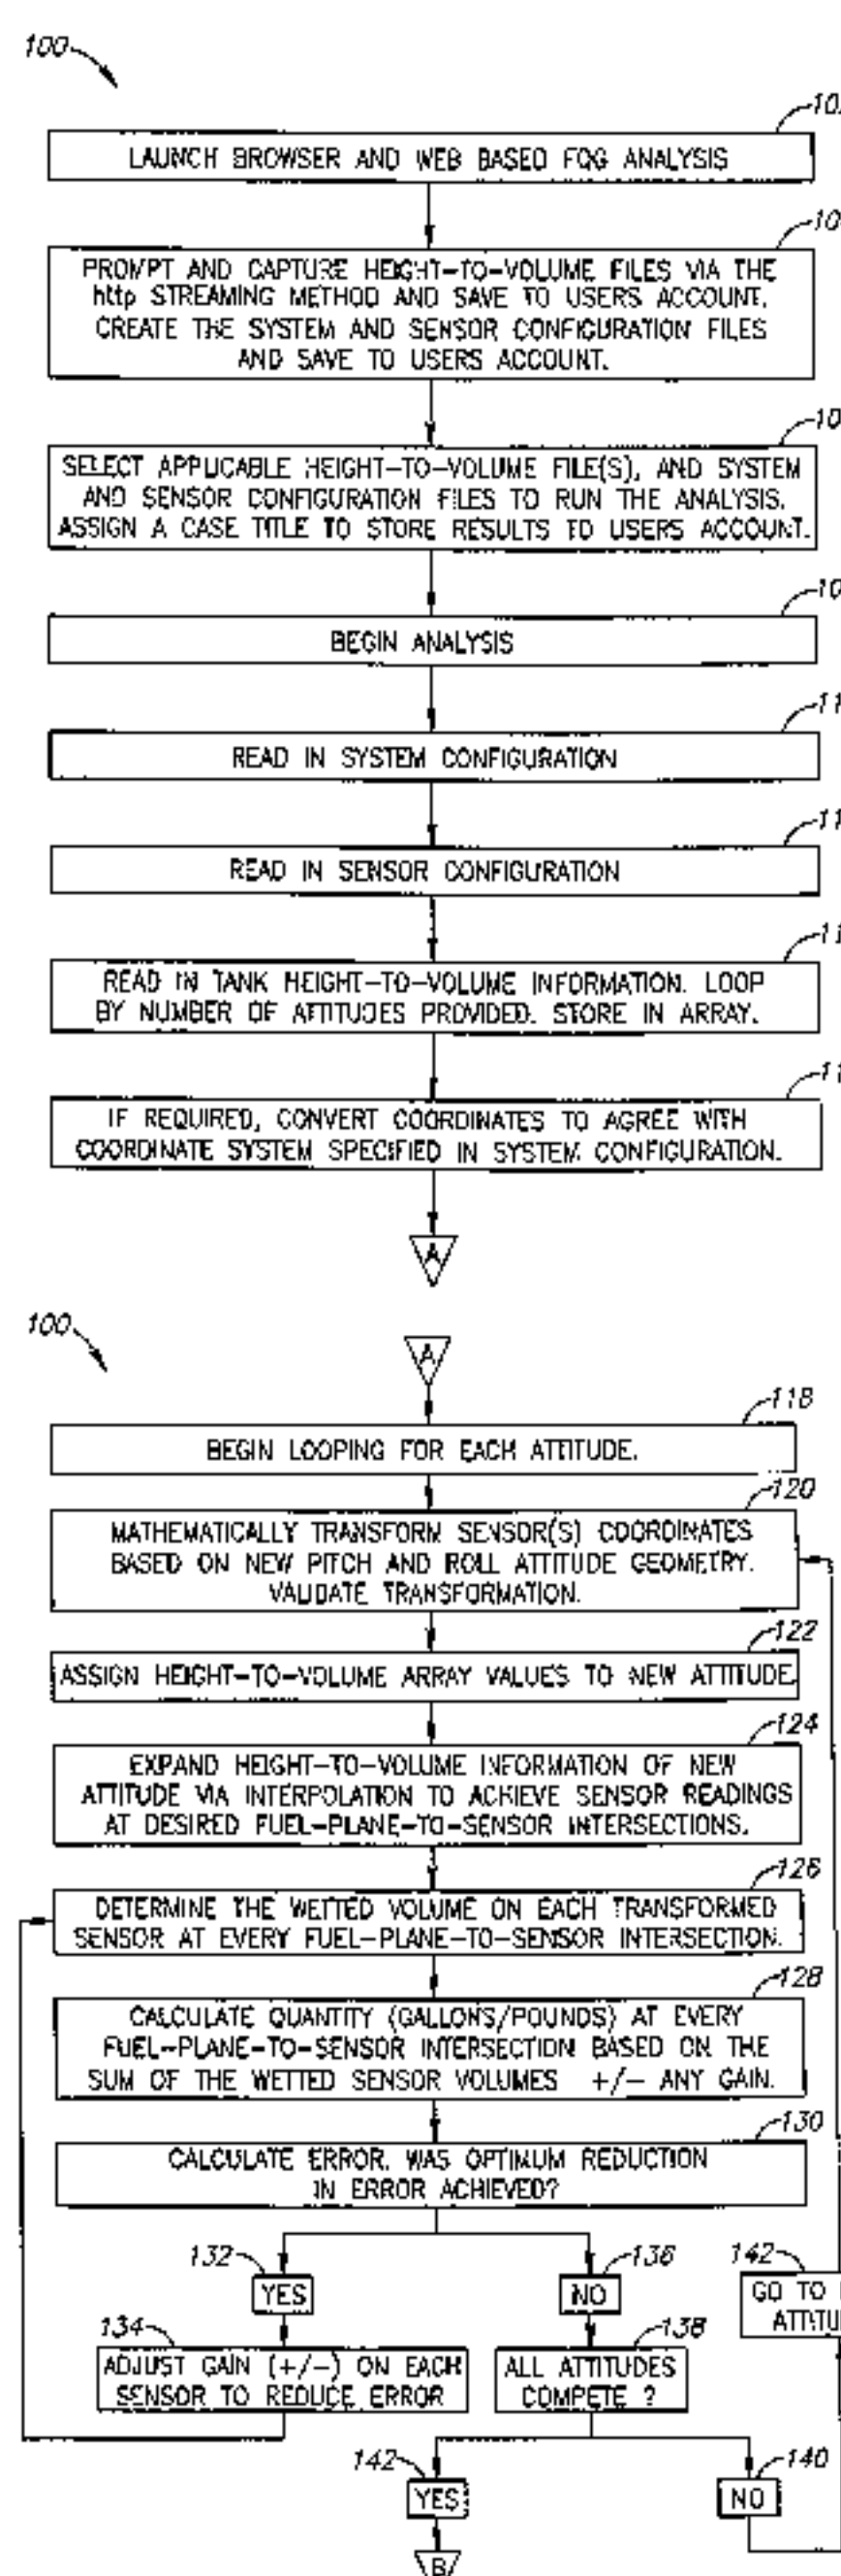 100
LAUNCH BROWSER AND WEB BASED FQG ANALYSIS
PROMPT AND CAPTURE HEIGHT-TO-VOLUME FILES VIA THE
http STREAMING METHOD AND SAVE TO USERS ACCOUNT.
CREATE THE SYSTEM AND SENSOR CONFIGURATION FILES
AND SAVE TO USERS ACCOUNT.
SELECT APPLICABLE HEIGHT-TO-VOLUME FILE(S), AND SYSTEM
AND SENSOR CONFIGURATION FILES TO RUN THE ANALYSIS.
ASSIGN A CASE TITLE TO STORE RESULTS TO USERS ACCOUNT.
BEGIN ANALYSIS
READ IN SYSTEM CONFIGURATION
READ IN SENSOR CONFIGURATION
READ IN TANK HEIGHT-TO-VOLUME INFORMATION. LOOP
BY NUMBER OF ATTITUDES PROVIDED. STORE IN ARRAY.
IF REQUIRED, CONVERT COORDINATES TO AGREE WITH
COORDINATE SYSTEM SPECIFIED IN SYSTEM CONFIGURATION.
A
100
A
118
BEGIN LOOPING FOR EACH ATTITUDE.
120
MATHEMATICALLY TRANSFORM SENSOR(S) COORDINATES
BASED ON NEW PITCH AND ROLL ATTITUDE GEOMETRY.
VALIDATE TRANSFORMATION.
122
ASSIGN HEIGHT-TO-VOLUME ARRAY VALUES TO NEW ATTITUDE.
124
EXPAND HEIGHT-TO-VOLUME INFORMATION OF NEW
ATTITUDE VIA INTERPOLATION TO ACHIEVE SENSOR READINGS
AT DESIRED FUEL-PLANE-TO-SENSOR INTERSECTIONS.
126
DETERMINE THE WETTED VOLUME ON EACH TRANSFORMED
SENSOR AT EVERY FUEL-PLANE-TO-SENSOR INTERSECTION.
128
CALCULATE QUANTITY (GALLONS/POUNDS) AT EVERY
FUEL-PLANE-TO-SENSOR INTERSECTION BASED ON THE
SUM OF THE WETTED SENSOR VOLUMES +/- ANY GAIN.
130
CALCULATE ERROR. WAS OPTIMUM REDUCTION
IN ERROR ACHIEVED?
132 136 142
YES NO GO TO
134 138
ADJUST GAIN (+/-) ON EACH
SENSOR TO REDUCE ERROR
ALL ATTITUDES
COMPETE ?
142 140
YES NO
B